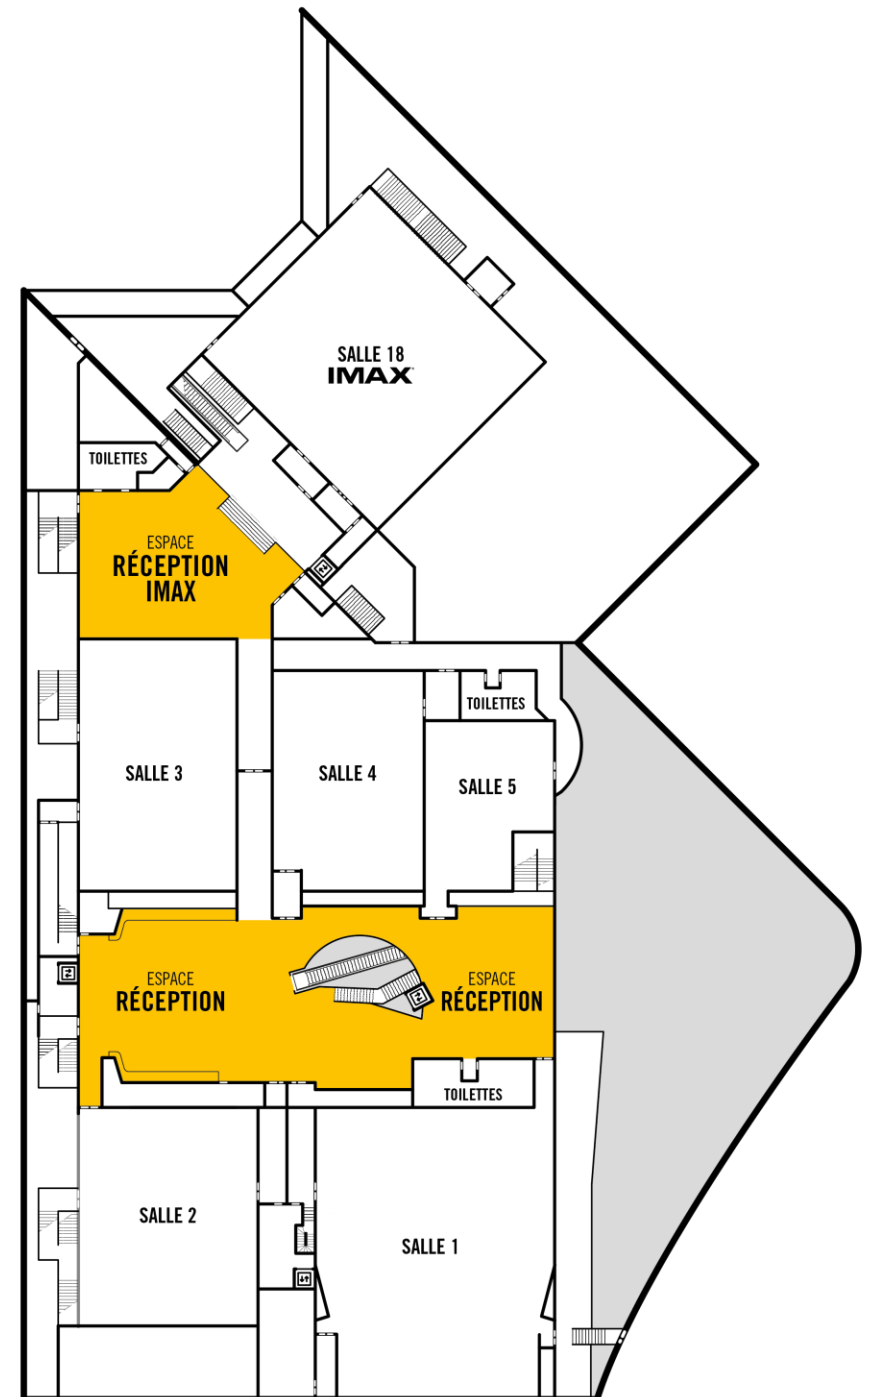 SALLE 18
IMAX
TOILETTES
ESPACE
RÉCEPTION
IMAX
TOILETTES
SALLE 3
SALLE 4
SALLE 5
ESPACE
RÉCEPTION
ESPACE
RÉCEPTION
TOILETTES
SALLE 2
SALLE 1